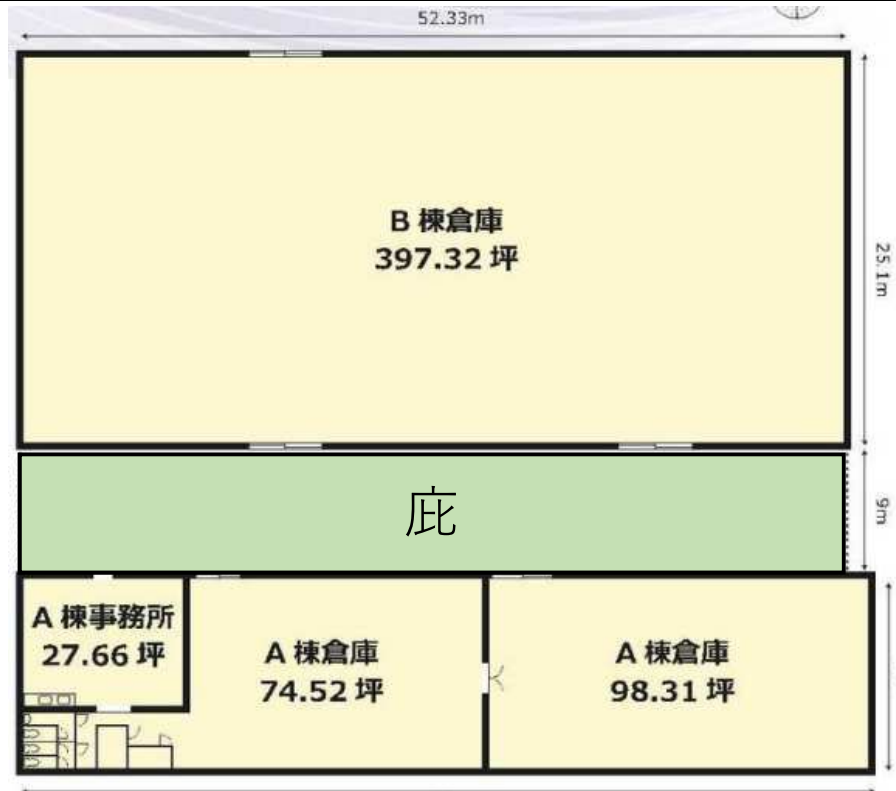 52.33m
B 棟倉庫
397.32 坪
25.1m
庇
9m
A 棟事務所
27.66 坪
A 棟倉庫
74.52 坪
A 棟倉庫
98.31 坪